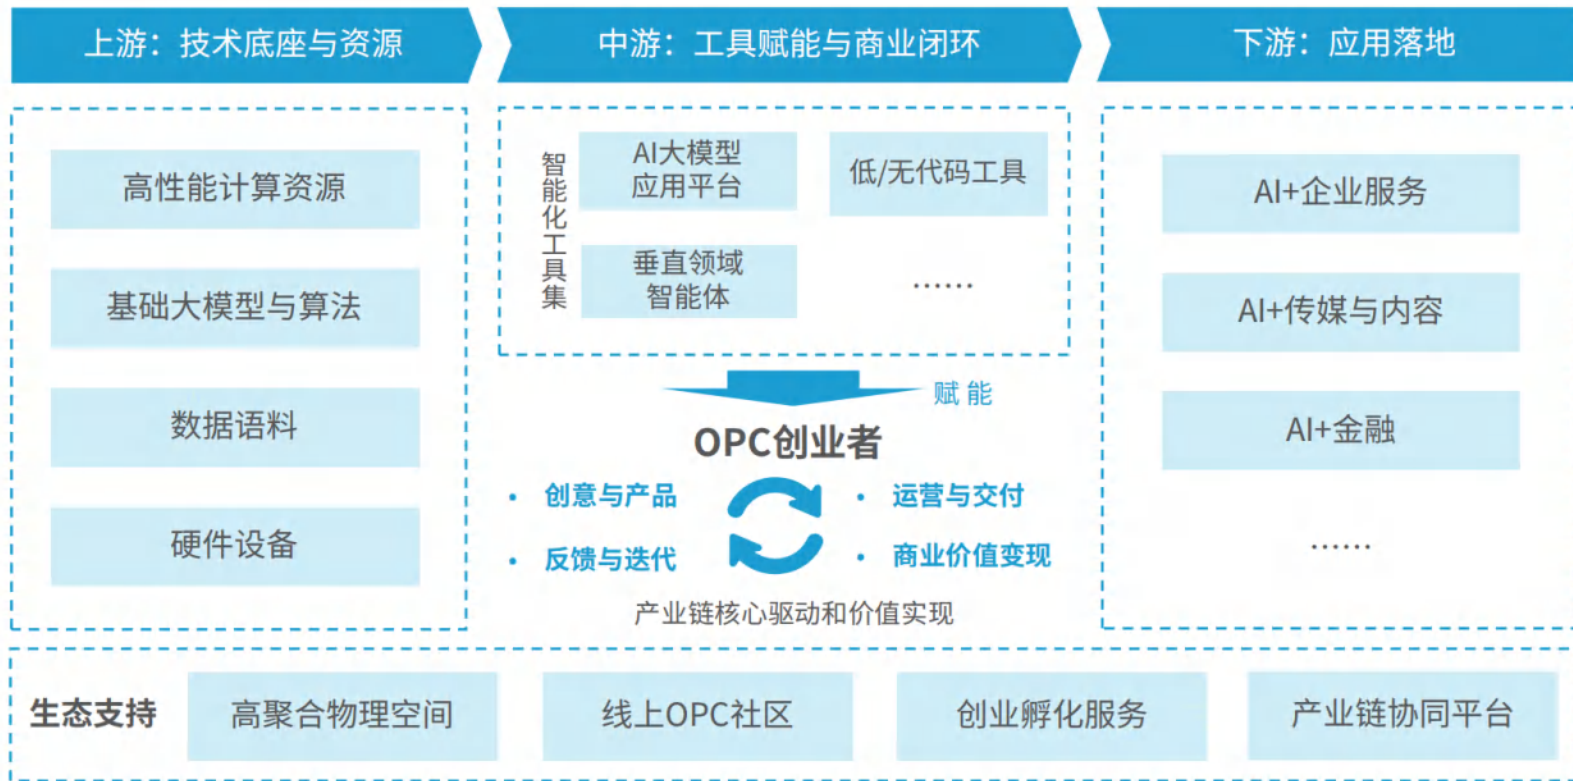 上游：技术底座与资源
中游：工具赋能与商业闭环
下游：应用落地
高性能计算资源
基础大模型与算法
数据语料
硬件设备
智能化工具集
AI大模型
应用平台
低/无代码工具
垂直领域
智能体
……
赋 能
OPC创业者
• 创意与产品
• 运营与交付
• 反馈与迭代
• 商业价值变现
产业链核心驱动和价值实现
AI+企业服务
AI+传媒与内容
AI+金融
……
生态支持
高聚合物理空间
线上OPC社区
创业孵化服务
产业链协同平台